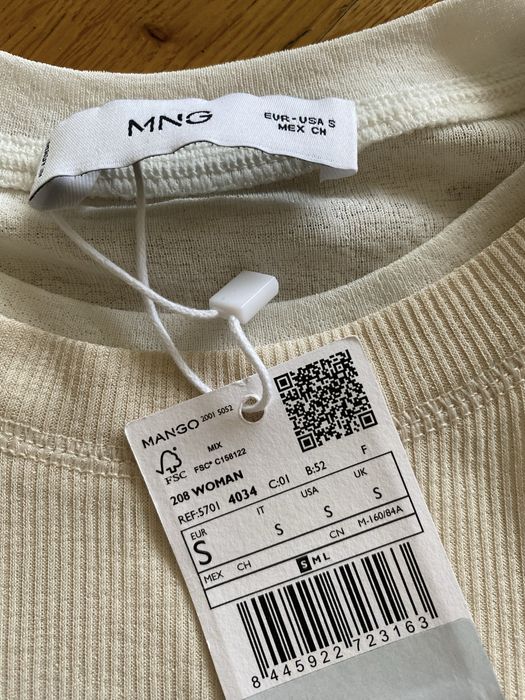 MNG
EUR-USA S
MEX CH
MANGO 2001 5052
MIX
FSC® C158122
FSC
208 WOMAN
REF:5701 4034 C:01 B:52 F
EUR IT USA UK
S S S S
MEX CH CN M-160/84A
S M L
8 445922 723163